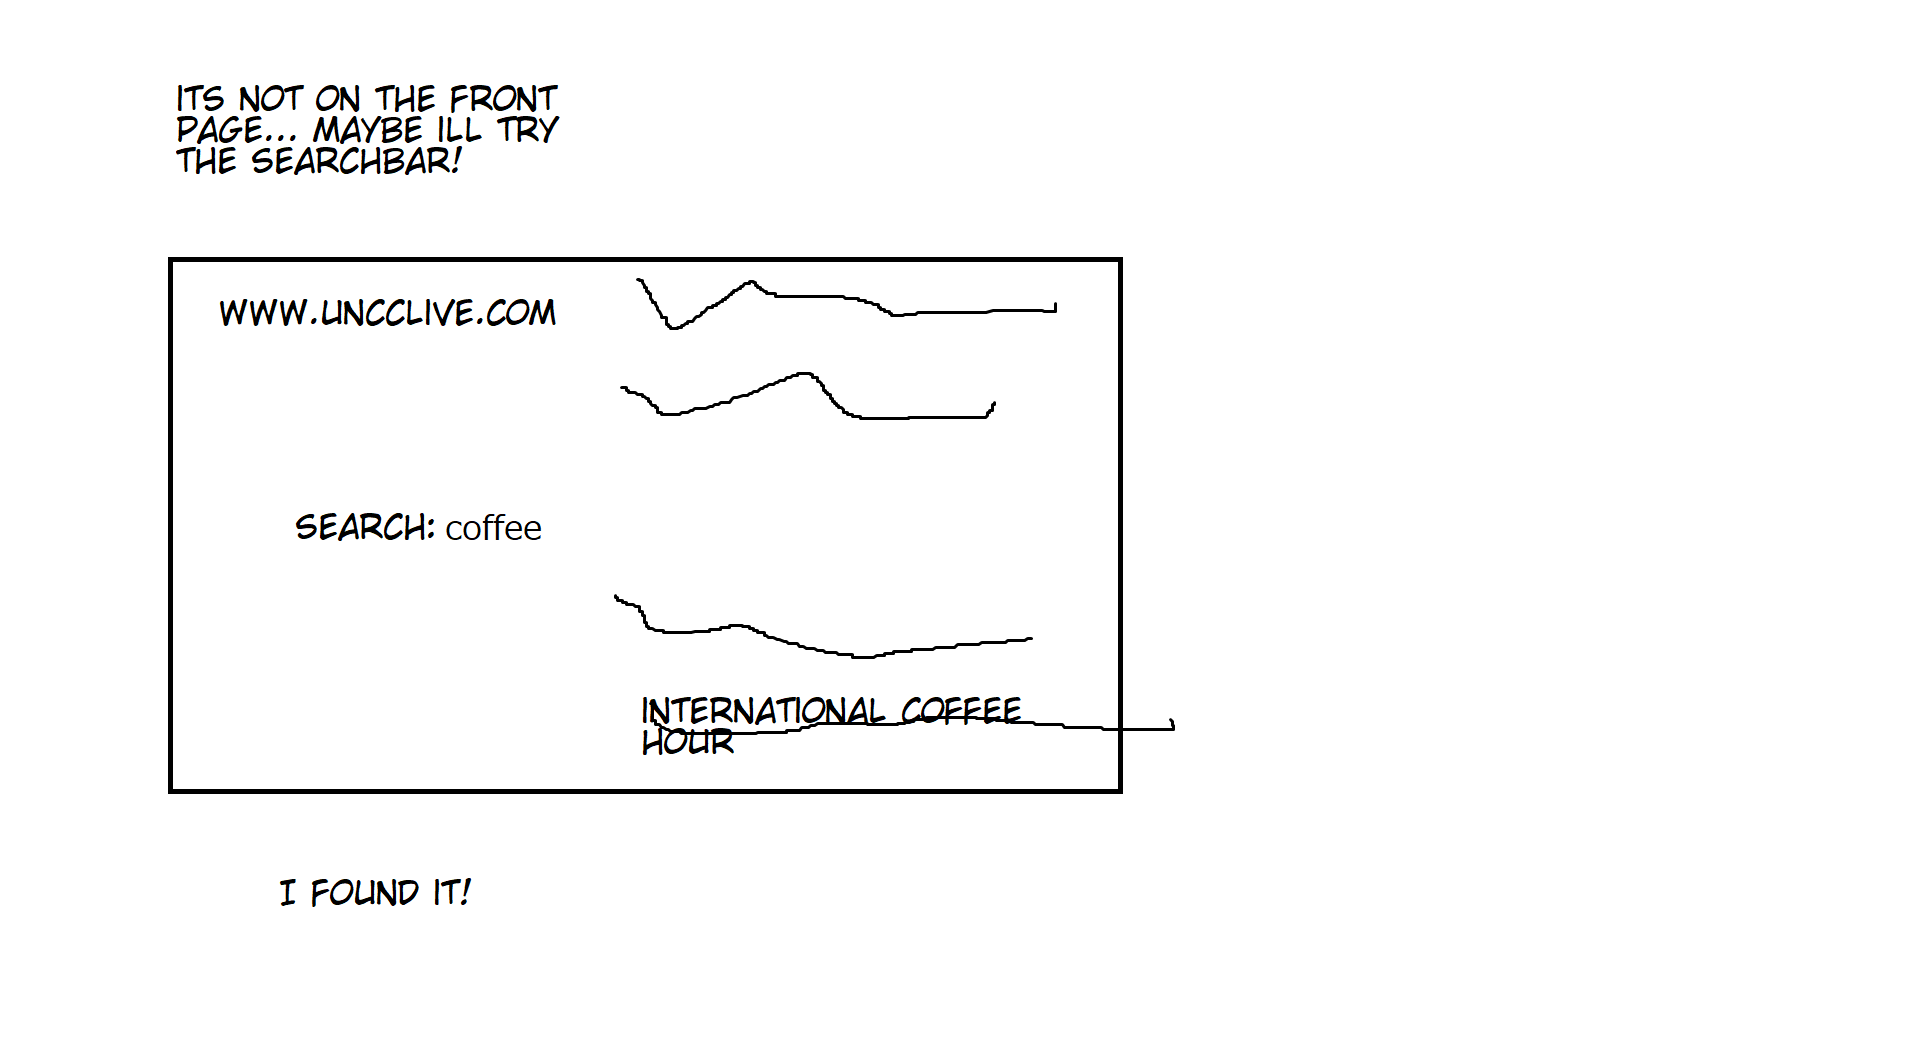 ITS NOT ON THE FRONT
PAGE... MAYBE ILL TRY
THE SEARCHBAR!
WWW.UNCCLIVE.COM
SEARCH: coffee
INTERNATIONAL COFFEE
HOUR
I FOUND IT!